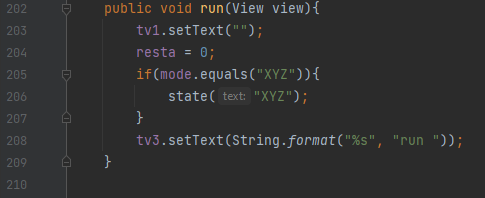 202 public void run(View view){
203 tv1.setText("");
204 resta = 0;
205 if(mode.equals("XYZ")){
206 state( text: "XYZ");
207 }
208 tv3.setText(String.format("%s", "run "));
209 }
210